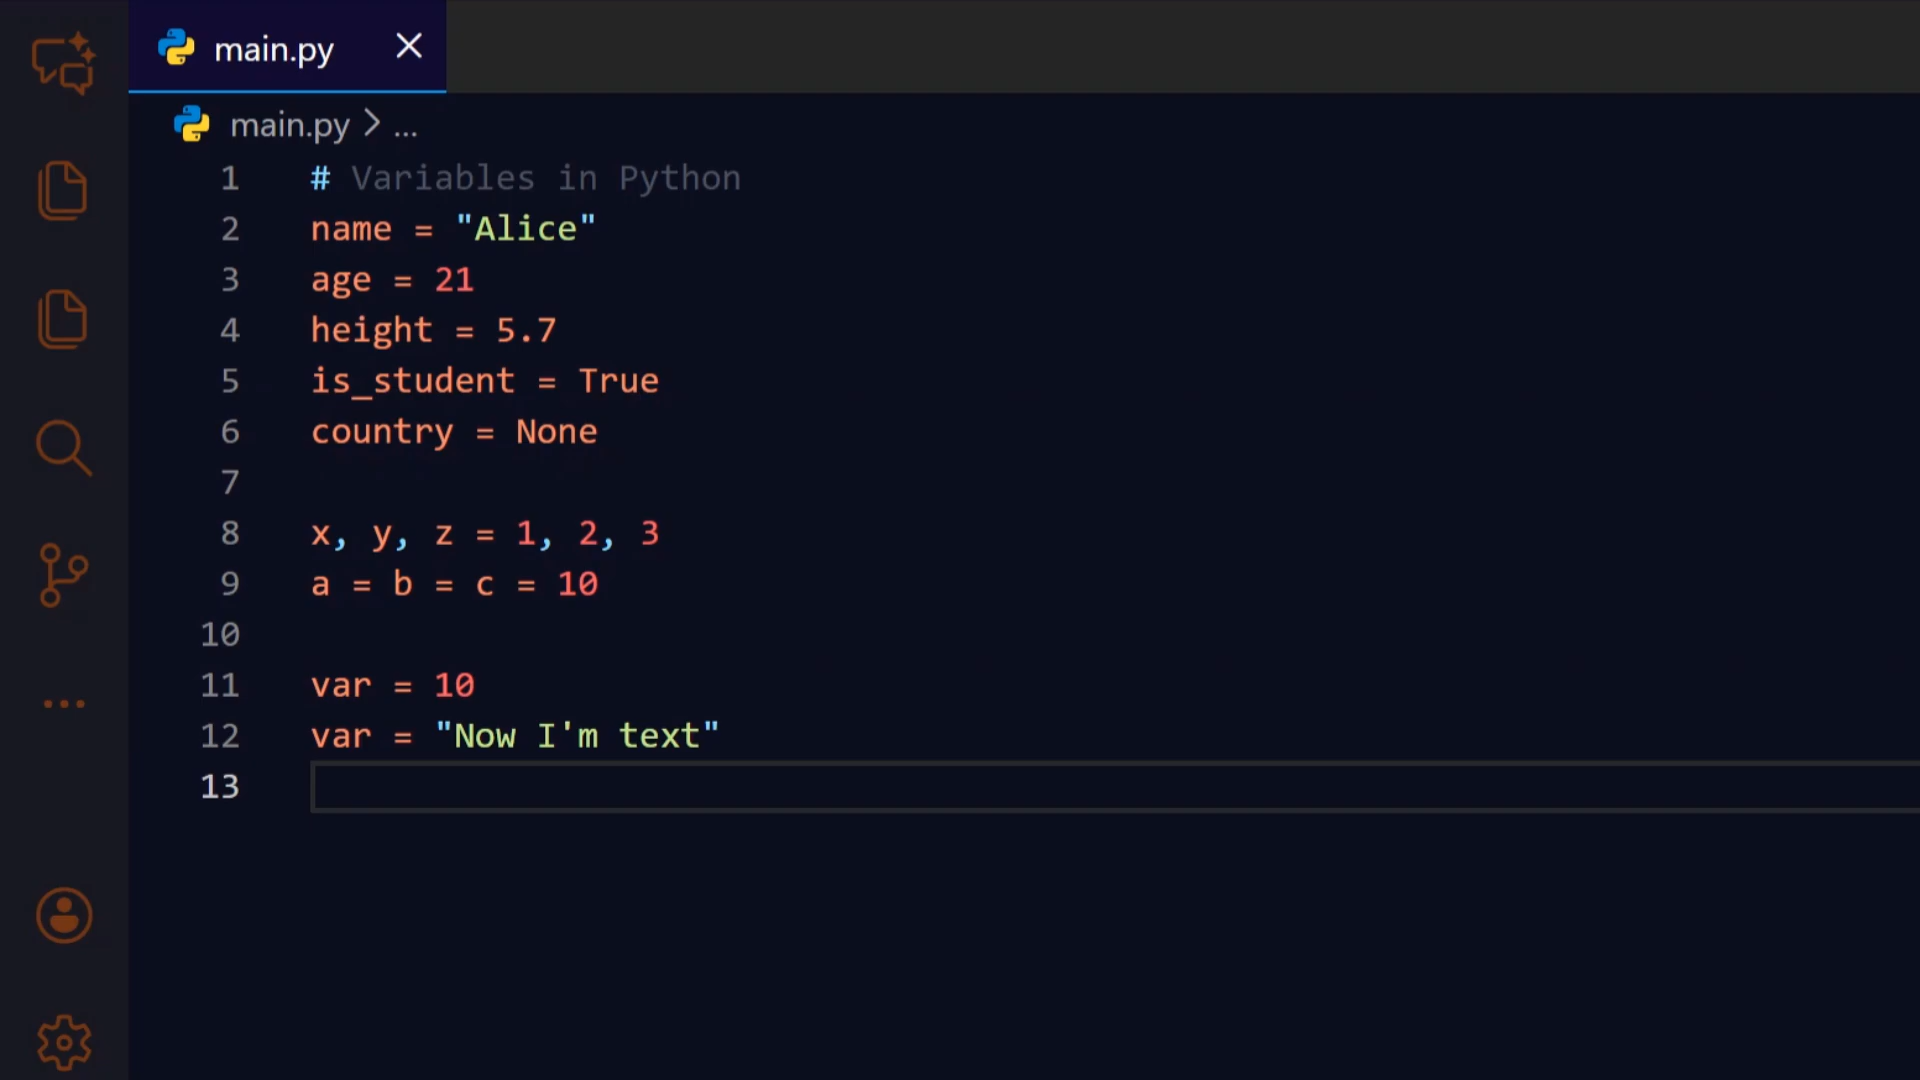 main.py
main.py > ...
1 # Variables in Python
2 name = "Alice"
3 age = 21
4 height = 5.7
5 is_student = True
6 country = None
7
8 x, y, z = 1, 2, 3
9 a = b = c = 10
10
11 var = 10
12 var = "Now I'm text"
13